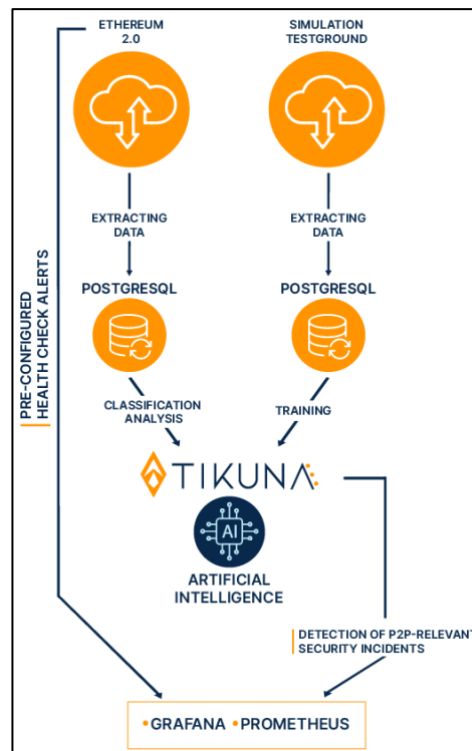 ETHEREUM
2.0
SIMULATION
TESTGROUND
EXTRACTING
DATA
EXTRACTING
DATA
POSTGRESQL
POSTGRESQL
PRE-CONFIGURED
HEALTH CHECK ALERTS
CLASSIFICATION
ANALYSIS
TRAINING
TIKUNA
AI
ARTIFICIAL
INTELLIGENCE
DETECTION OF P2P-RELEVANT
SECURITY INCIDENTS
•GRAFANA •PROMETHEUS